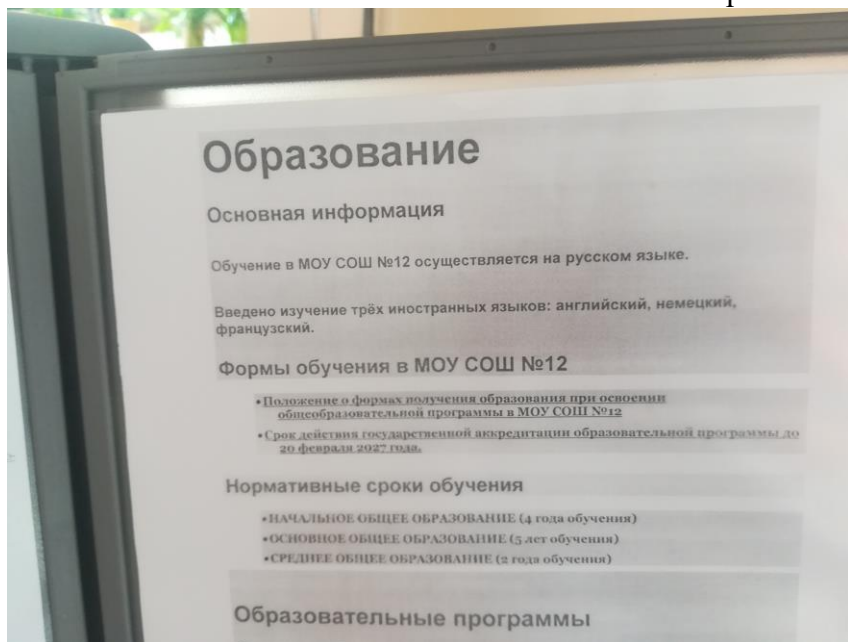 Образование
Основная информация
Обучение в МОУ СОШ №12 осуществляется на русском языке.
Введено изучение трёх иностранных языков: английский, немецкий,
французский.
Формы обучения в МОУ СОШ №12
•Положение о формах получения образования при освоении
общеобразовательной программы в МОУ СОШ №12
•Срок действия государственной аккредитации образовательной программы до
20 февраля 2027 года.
Нормативные сроки обучения
•НАЧАЛЬНОЕ ОБЩЕЕ ОБРАЗОВАНИЕ (4 года обучения)
•ОСНОВНОЕ ОБЩЕЕ ОБРАЗОВАНИЕ (5 лет обучения)
•СРЕДНЕЕ ОБЩЕЕ ОБРАЗОВАНИЕ (2 года обучения)
Образовательные программы